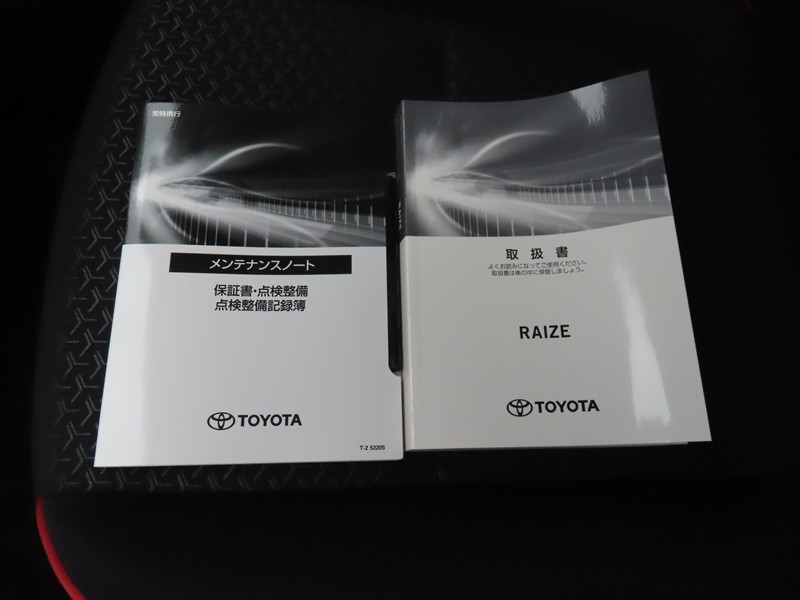 常時携行
メンテナンスノート
保証書・点検整備
点検整備記録簿
TOYOTA
T-2 52205
RAIZE
取扱書
よくお読みになってご使用ください。
取扱書は車の中に保管しましょう。
RAIZE
TOYOTA